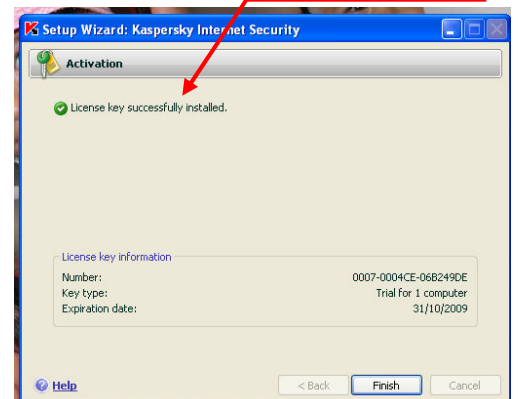 Setup Wizard: Kaspersky Internet Security
Activation
License key successfully installed.
License key information
Number: 0007-0004CE-06B249DE
Key type: Trial for 1 computer
Expiration date: 31/10/2009
Help < Back Finish Cancel